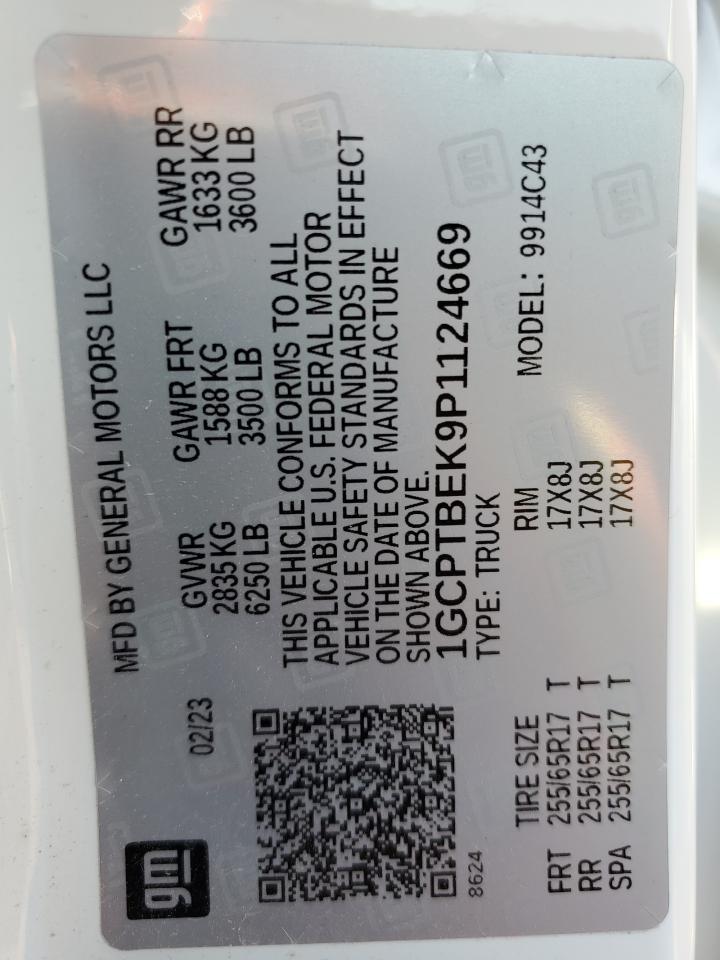 gm
MFD BY GENERAL MOTORS LLC
02/23
GVWR GAWR FRT GAWR RR
2835 KG 1588 KG 1633 KG
6250 LB 3500 LB 3600 LB
THIS VEHICLE CONFORMS TO ALL
APPLICABLE U.S. FEDERAL MOTOR
VEHICLE SAFETY STANDARDS IN EFFECT
ON THE DATE OF MANUFACTURE
SHOWN ABOVE.
1GCPTBEK9P1124669
8624
TYPE: TRUCK
TIRE SIZE RIM MODEL: 9914C43
FRT 255/65R17 T 17X8J
RR 255/65R17 T 17X8J
SPA 255/65R17 T 17X8J